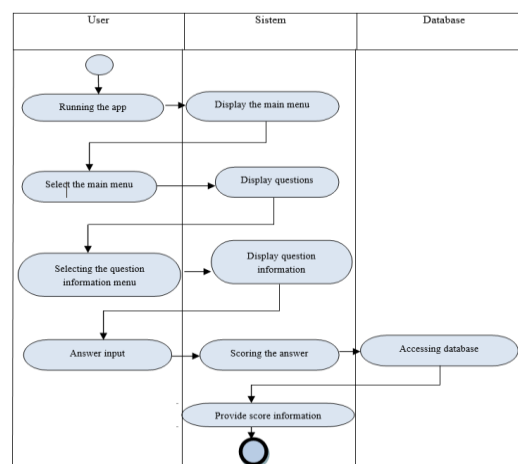 User Sistem Database
Running the app
Display the main menu
Select the main menu
Display questions
Selecting the question
information menu
Display question
information
Answer input
Scoring the answer
Accessing database
Provide score information